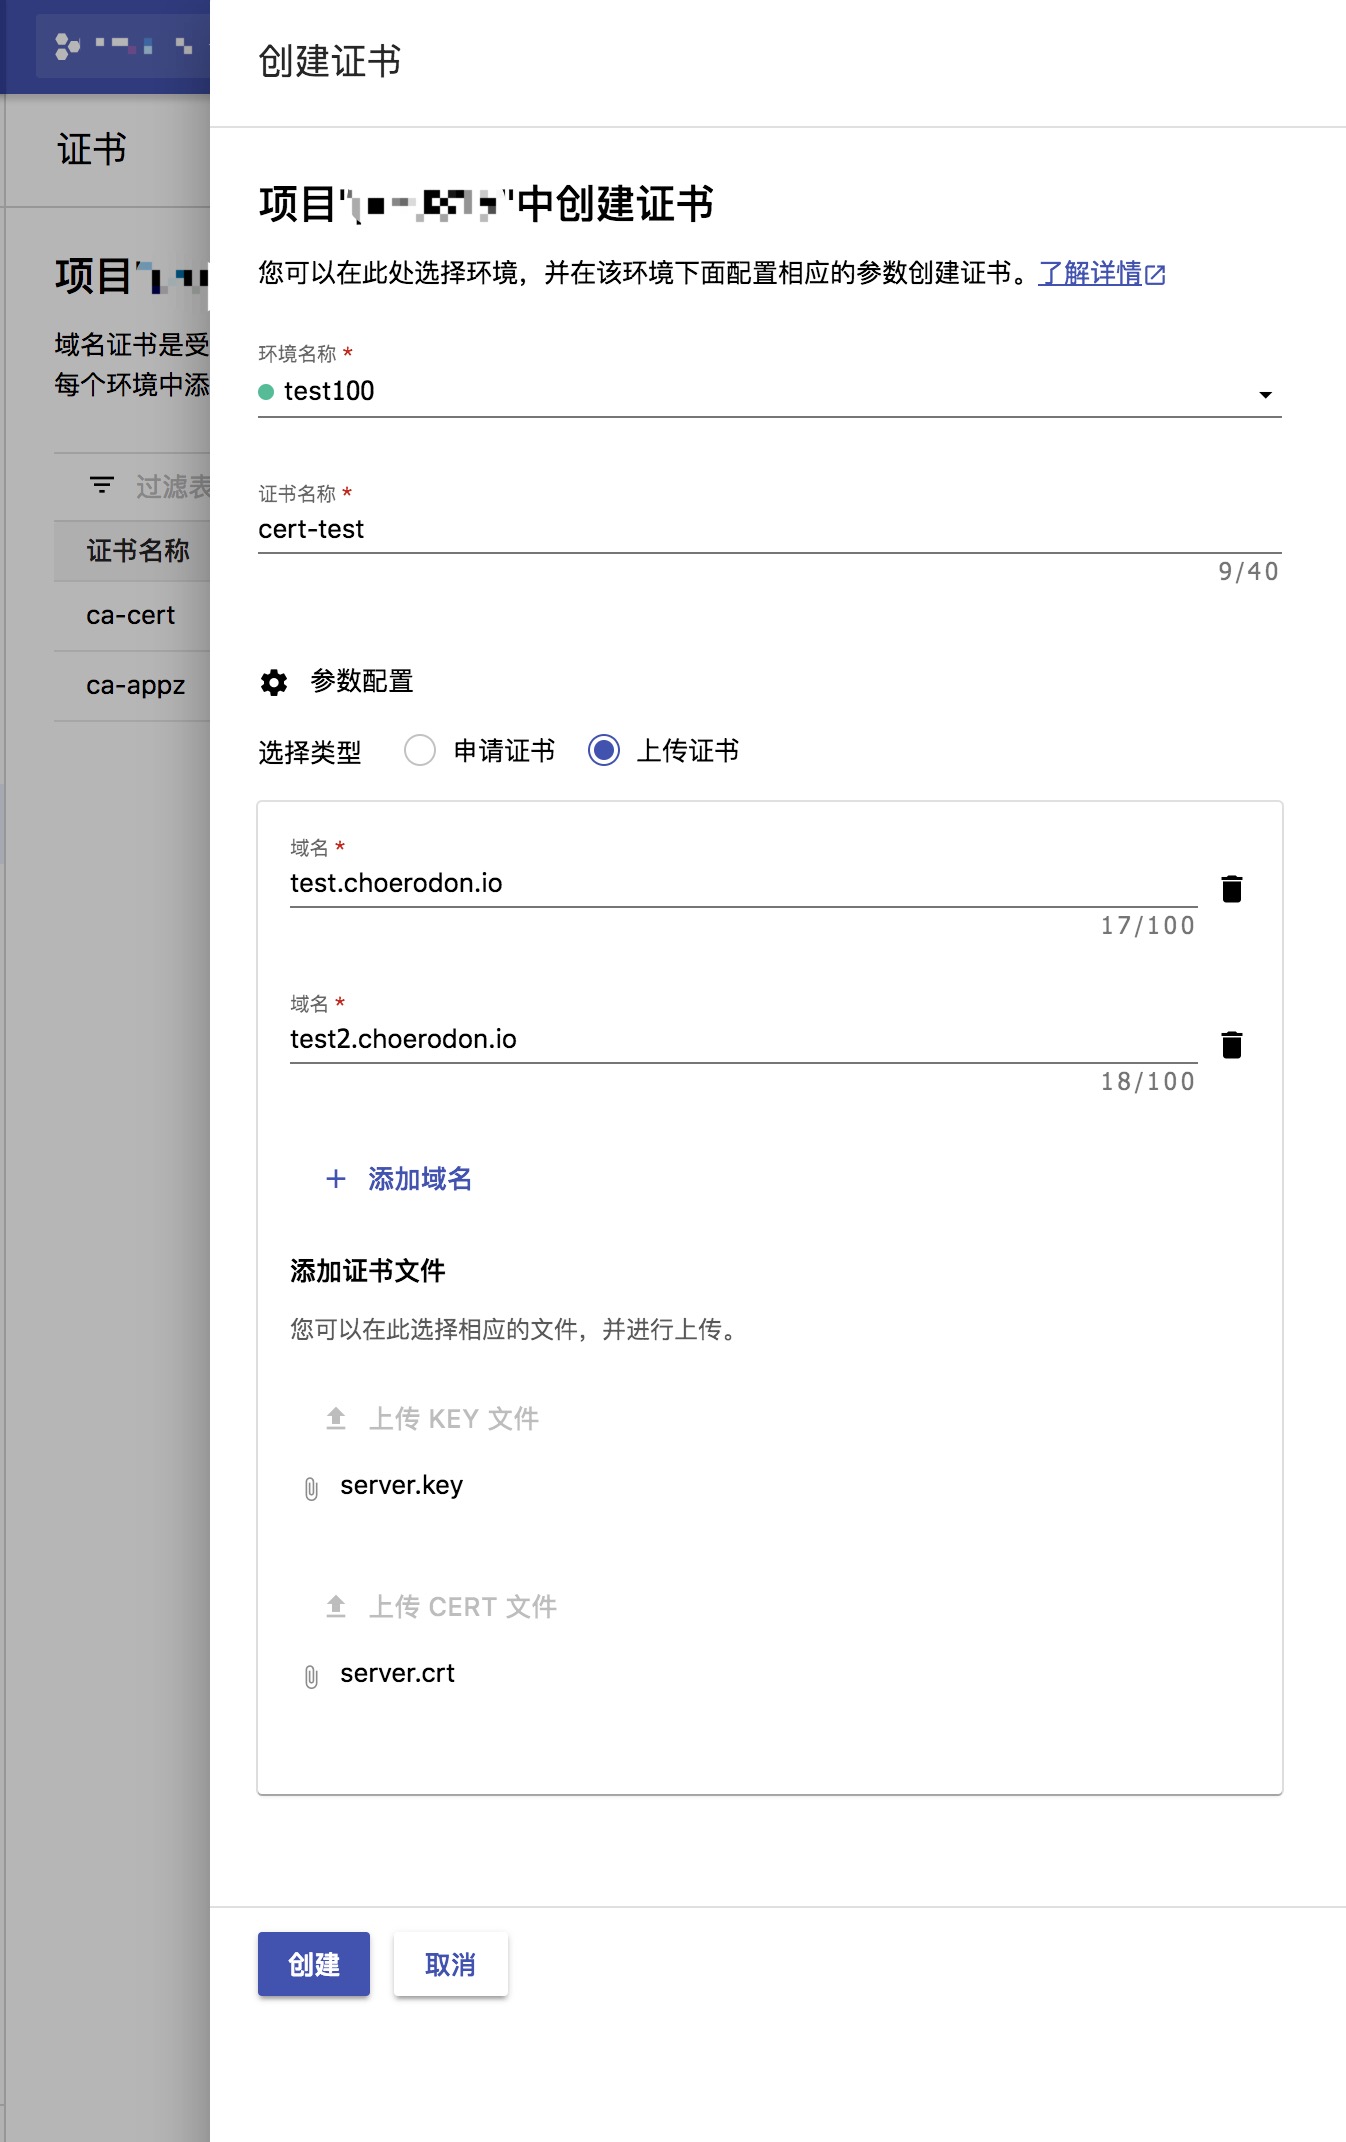 创建证书
证书
项目'
域名证书是受
每个环境中添
过滤表
证书名称
ca-cert
ca-appz
项目' '中创建证书
您可以在此处选择环境，并在该环境下面配置相应的参数创建证书。了解详情
环境名称 *
test100
证书名称 *
cert-test
9/40
参数配置
选择类型 申请证书 上传证书
域名 *
test.choerodon.io
17/100
域名 *
test2.choerodon.io
18/100
+ 添加域名
添加证书文件
您可以在此选择相应的文件，并进行上传。
上传 KEY 文件
server.key
上传 CERT 文件
server.crt
创建 取消